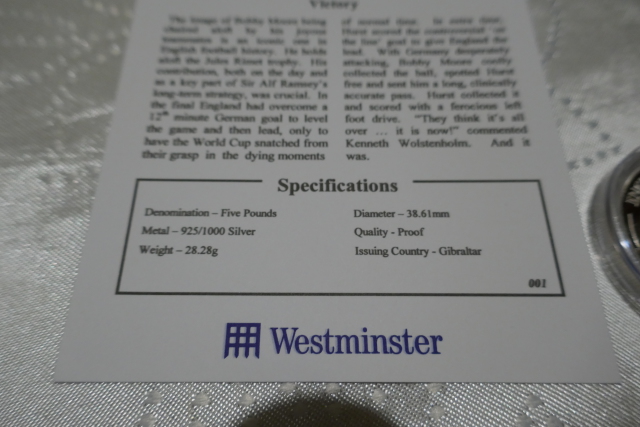 Victory
The image of Bobby Moore being
chaired aloft by his joyous
teammates is an iconic one in
English football history. He holds
aloft the Jules Rimet trophy. His
contribution, both on the day and
as a key part of Sir Alf Ramsey's
long-term strategy, was crucial. In
the final England had overcome a
12th minute German goal to level
the game and then lead, only to
have the World Cup snatched from
their grasp in the dying moments
of normal time. In extra time,
Hurst scored the controversial 'on
the line' goal to give England the
lead. With Germany desperately
attacking, Bobby Moore coolly
collected the ball, spotted Hurst
free and sent him a long, clinically
accurate pass. Hurst collected it
and scored with a ferocious left
foot drive. "They think it's all
over ... it is now!" commented
Kenneth Wolstenholm. And it
was.
Specifications
Denomination – Five Pounds
Metal – 925/1000 Silver
Weight – 28.28g
Diameter – 38.61mm
Quality - Proof
Issuing Country - Gibraltar
001
Westminster